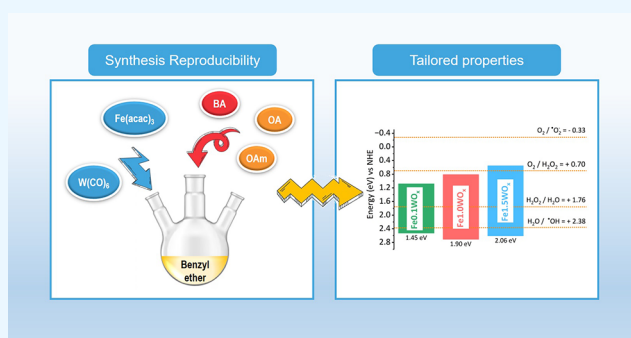 Synthesis Reproducibility
Tailored properties
Fe(acac)₃
BA
OA
OAm
W(CO)₆
Benzyl
ether
Energy (eV) vs NHE
−0.4
0.0
0.4
0.8
1.2
1.6
2.0
2.4
2.8
Fe0.1WOₓ
1.45 eV
Fe1.0WOₓ
1.90 eV
Fe1.5WOₓ
2.06 eV
O₂ / •O₂ = - 0.33
O₂ / H₂O₂ = + 0.70
H₂O₂ / H₂O = + 1.76
H₂O / •OH = + 2.38